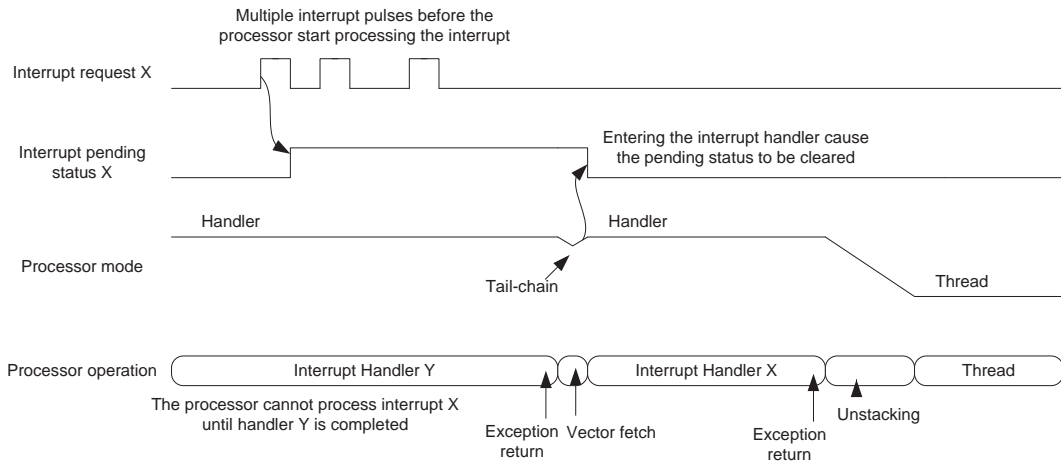 Multiple interrupt pulses before the
processor start processing the interrupt
Interrupt request X
Interrupt pending
status X
Entering the interrupt handler cause
the pending status to be cleared
Handler
Handler
Processor mode
Tail-chain
Thread
Processor operation
Interrupt Handler Y
Interrupt Handler X
Thread
The processor cannot process interrupt X
until handler Y is completed
Exception
return
Vector fetch
Exception
return
Unstacking